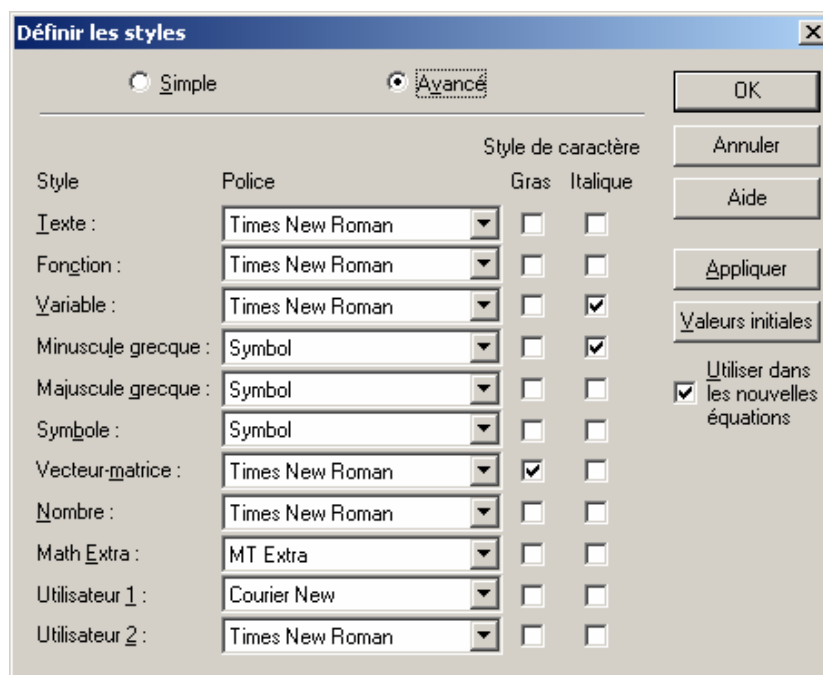 Définir les styles
Simple Avancé
OK
Style de caractère
Annuler
Style Police Gras Italique
Aide
Texte : Times New Roman
Fonction : Times New Roman
Appliquer
Variable : Times New Roman
Valeurs initiales
Minuscule grecque : Symbol
Utiliser dans
les nouvelles
équations
Majuscule grecque : Symbol
Symbole : Symbol
Vecteur-matrice : Times New Roman
Nombre : Times New Roman
Math Extra : MT Extra
Utilisateur 1 : Courier New
Utilisateur 2 : Times New Roman